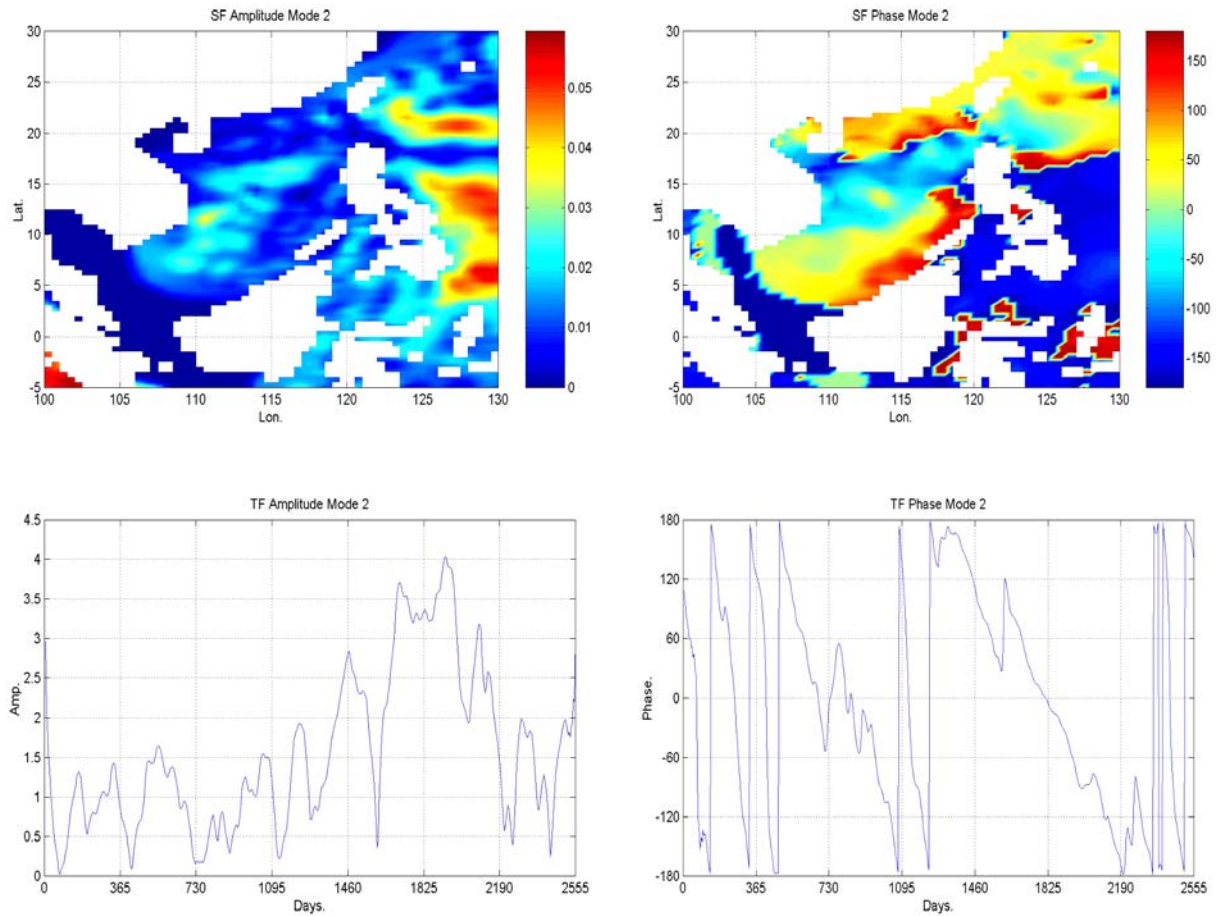 SF Amplitude Mode 2
30
25
20
15
10
5
0
-5
Lat.
100 105 110 115 120 125 130
Lon.
0.05
0.04
0.03
0.02
0.01
0
SF Phase Mode 2
30
25
20
15
10
5
0
-5
Lat.
100 105 110 115 120 125 130
Lon.
150
100
50
-0
-50
-100
-150
TF Amplitude Mode 2
4.5
4
3.5
3
2.5
2
1.5
1
0.5
0
Amp.
0 365 730 1095 1460 1825 2190 2555
Days.
TF Phase Mode 2
180
120
60
0
-60
-120
-180
Phase.
0 365 730 1095 1460 1825 2190 2555
Days.